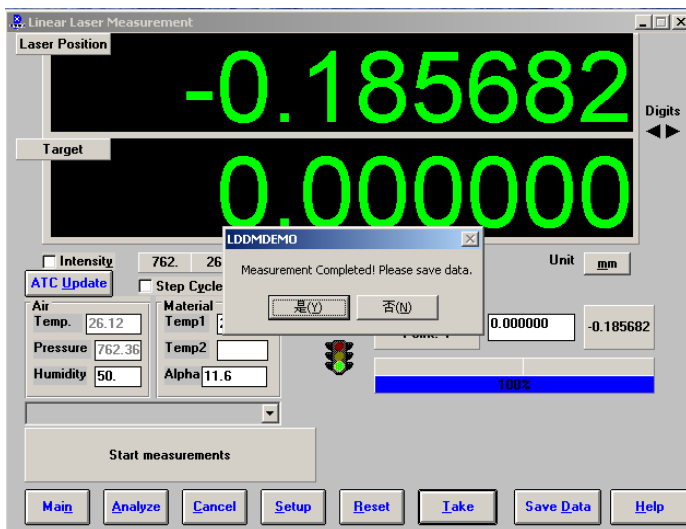 Linear Laser Measurement
Laser Position
-0.185682
Digits
Target
0.000000
LDDMDEMO
Measurement Completed! Please save data.
是(Y)
否(N)
Intensity
762.
26
Unit
mm
ATC Update
Step Cycle
Air
Temp.
26.12
Pressure
762.36
Humidity
50.
Material
Temp1
Temp2
Alpha
11.6
0.000000
-0.185682
100%
Start measurements
Main
Analyze
Cancel
Setup
Reset
Take
Save Data
Help